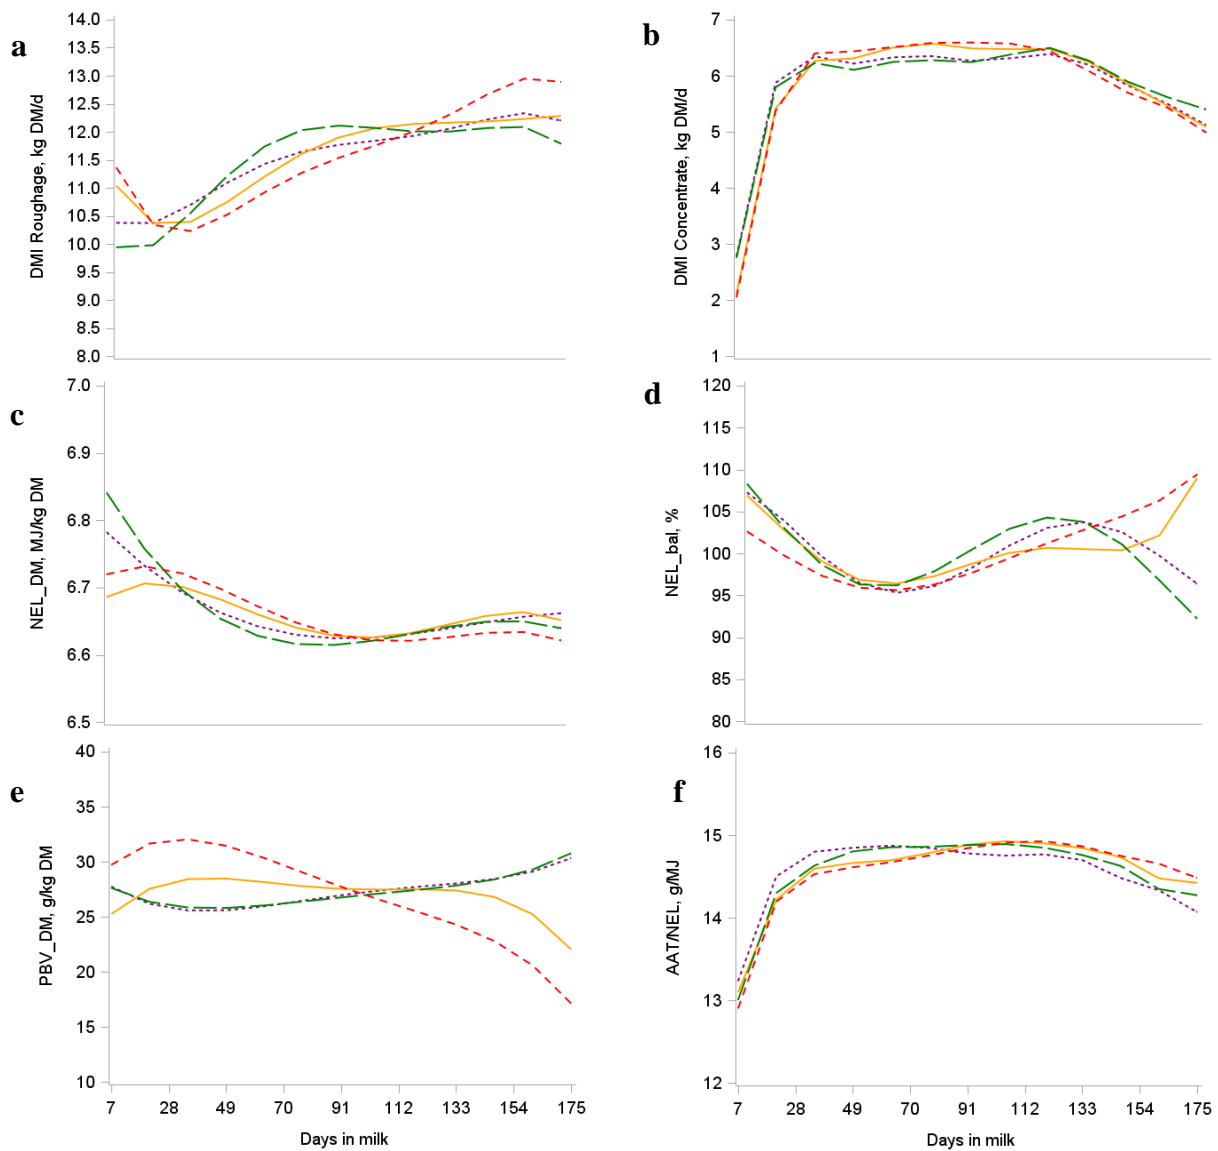 a
DMI Roughage, kg DM/d
14.0
13.5
13.0
12.5
12.0
11.5
11.0
10.5
10.0
9.5
9.0
8.5
8.0
b
DMI Concentrate, kg DM/d
7
6
5
4
3
2
1
c
NEL_DM, MJ/kg DM
7.0
6.9
6.8
6.7
6.6
6.5
d
NEL_bal, %
120
115
110
105
100
95
90
85
80
e
PBV_DM, g/kg DM
40
35
30
25
20
15
10
7 28 49 70 91 112 133 154 175
Days in milk
f
AAT/NEL, g/MJ
16
15
14
13
12
7 28 49 70 91 112 133 154 175
Days in milk